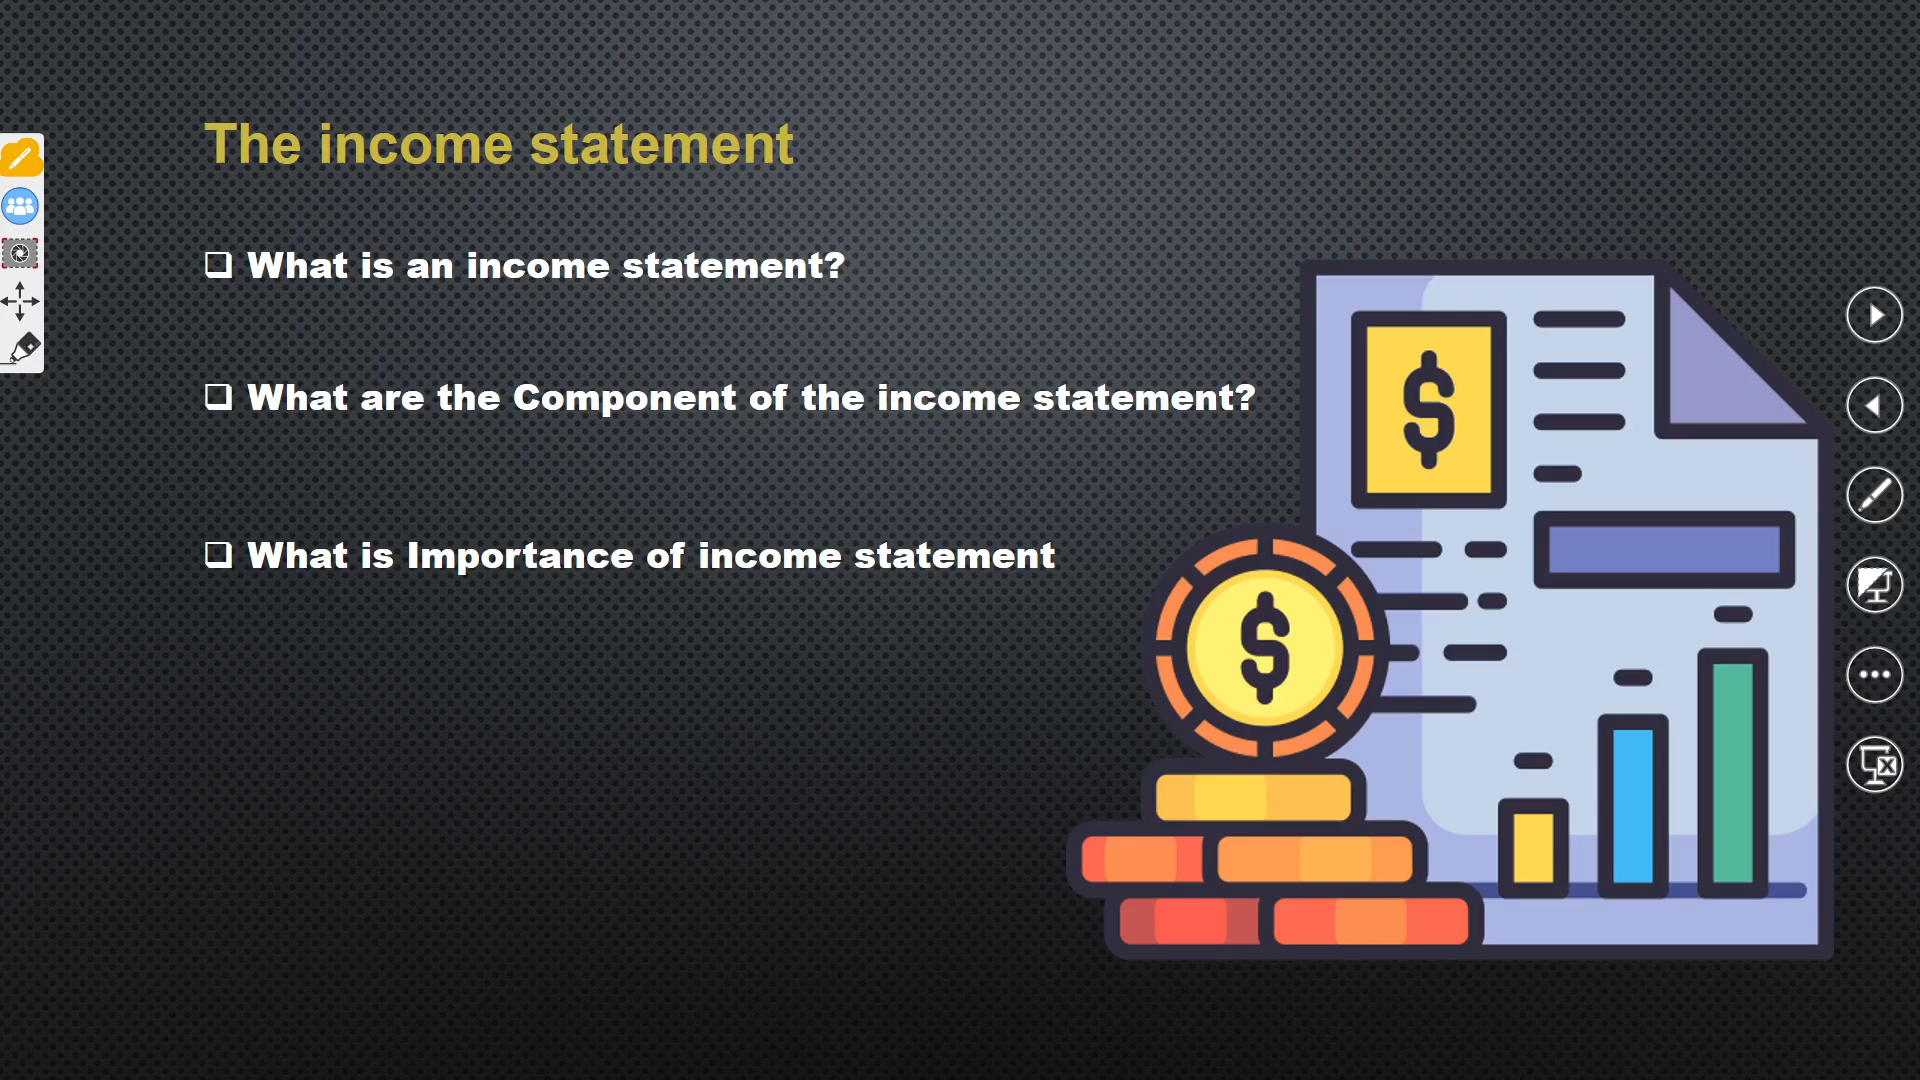 The income statement
❑ What is an income statement?
❑ What are the Component of the income statement?
❑ What is Importance of income statement
$
$